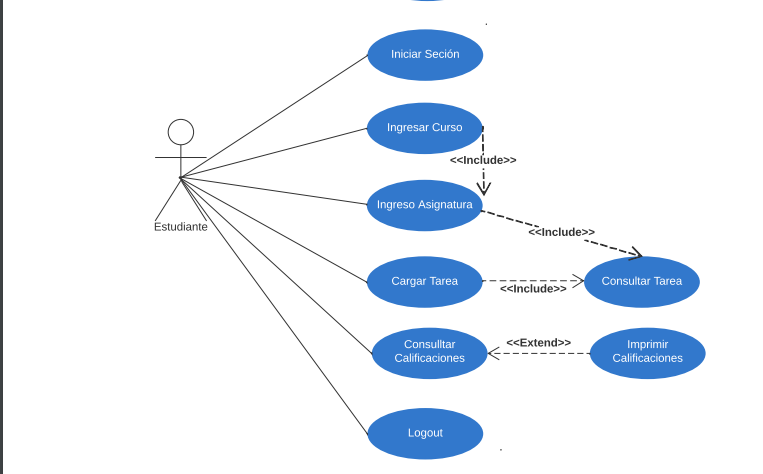 Iniciar Seción
Ingresar Curso
<<Include>>
Ingreso Asignatura
Estudiante
<<Include>>
Cargar Tarea
Consultar Tarea
<<Include>>
Consulltar
Calificaciones
<<Extend>>
Imprimir
Calificaciones
Logout